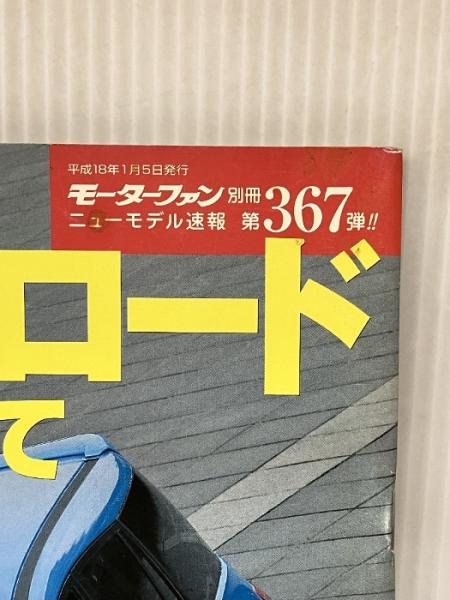 平成18年1月5日発行
モーターファン別冊
ニューモデル速報 第367弾!!
ロード
て